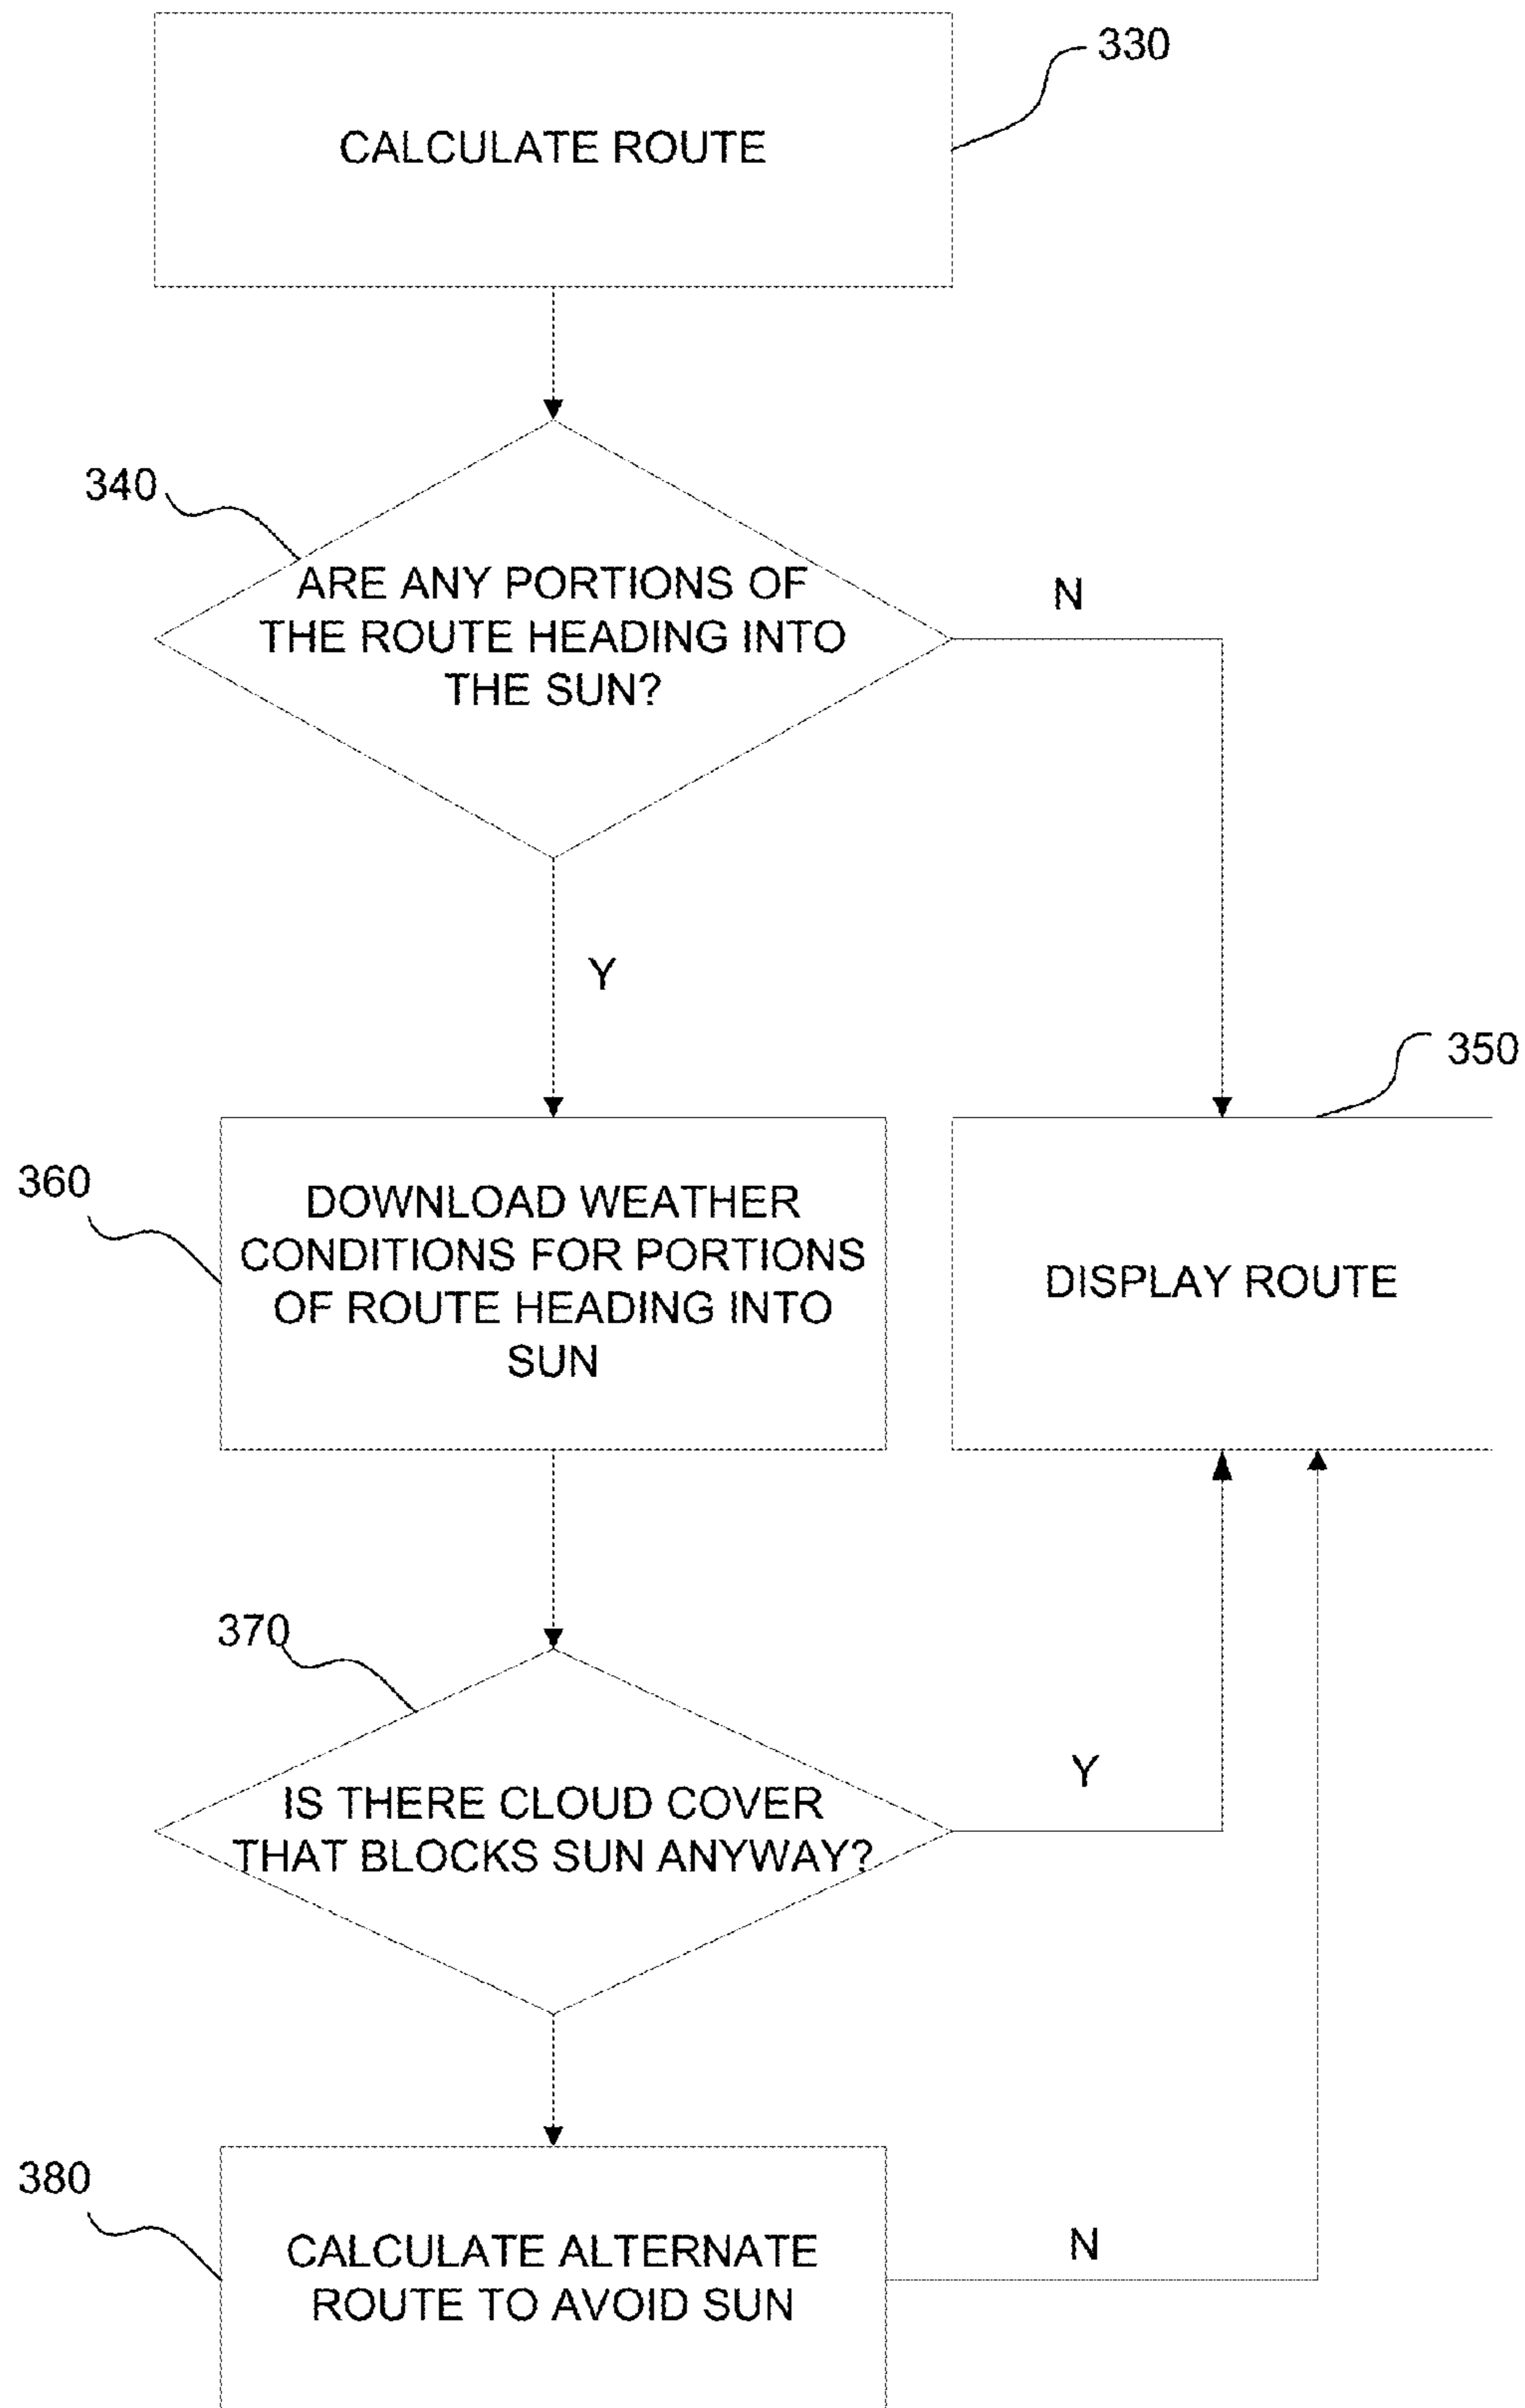 330
CALCULATE ROUTE
340
ARE ANY PORTIONS OF
THE ROUTE HEADING INTO
THE SUN?
N
Y
350
360
DOWNLOAD WEATHER
CONDITIONS FOR PORTIONS
OF ROUTE HEADING INTO
SUN
DISPLAY ROUTE
370
IS THERE CLOUD COVER
THAT BLOCKS SUN ANYWAY?
Y
380
CALCULATE ALTERNATE
ROUTE TO AVOID SUN
N